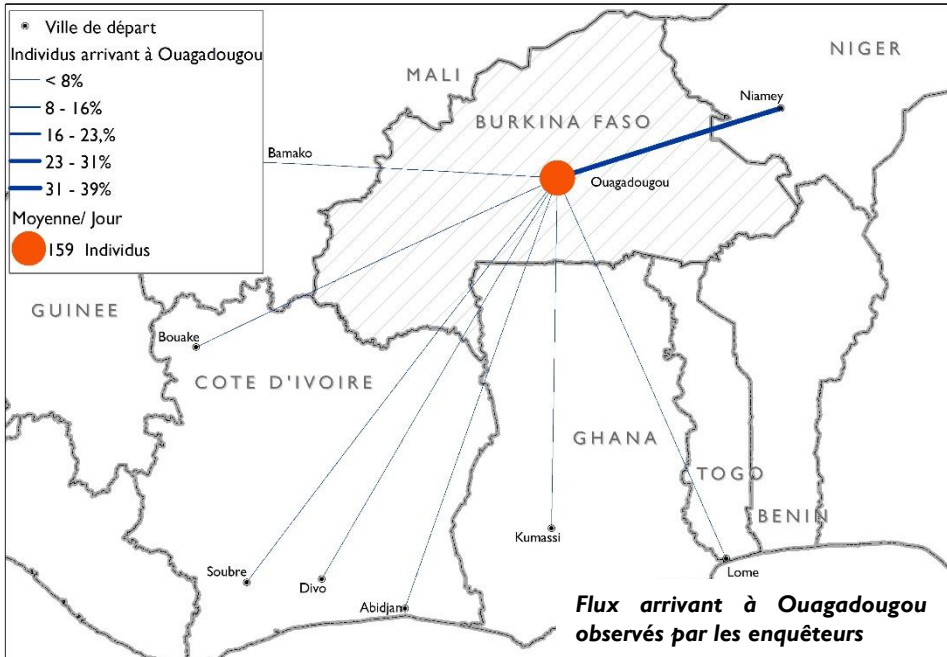 Ville de départ
Individus arrivant à Ouagadougou
< 8%
8 - 16%
16 - 23,%
23 - 31%
31 - 39%
Moyenne/ Jour
159 Individus
NIGER
MALI
Niamey
BURKINA FASO
Bamako
Ouagadougou
GUINEE
Bouake
COTE D'IVOIRE
GHANA
TOGO
BENIN
Kumassi
Soubre
Divo
Lome
Abidjan
Flux arrivant à Ouagadougou
observés par les enquêteurs